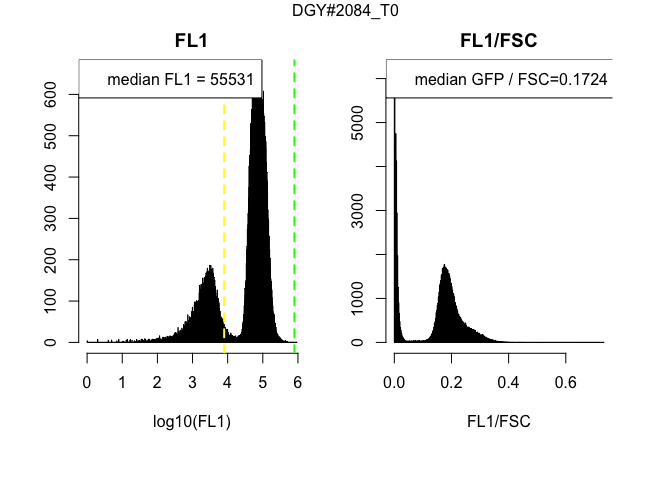 DGY#2084_T0
FL1
median FL1 = 55531
0
100
200
300
400
500
600
0 1 2 3 4 5 6
log10(FL1)
FL1/FSC
median GFP / FSC=0.1724
0
1000
3000
5000
0.0 0.2 0.4 0.6
FL1/FSC